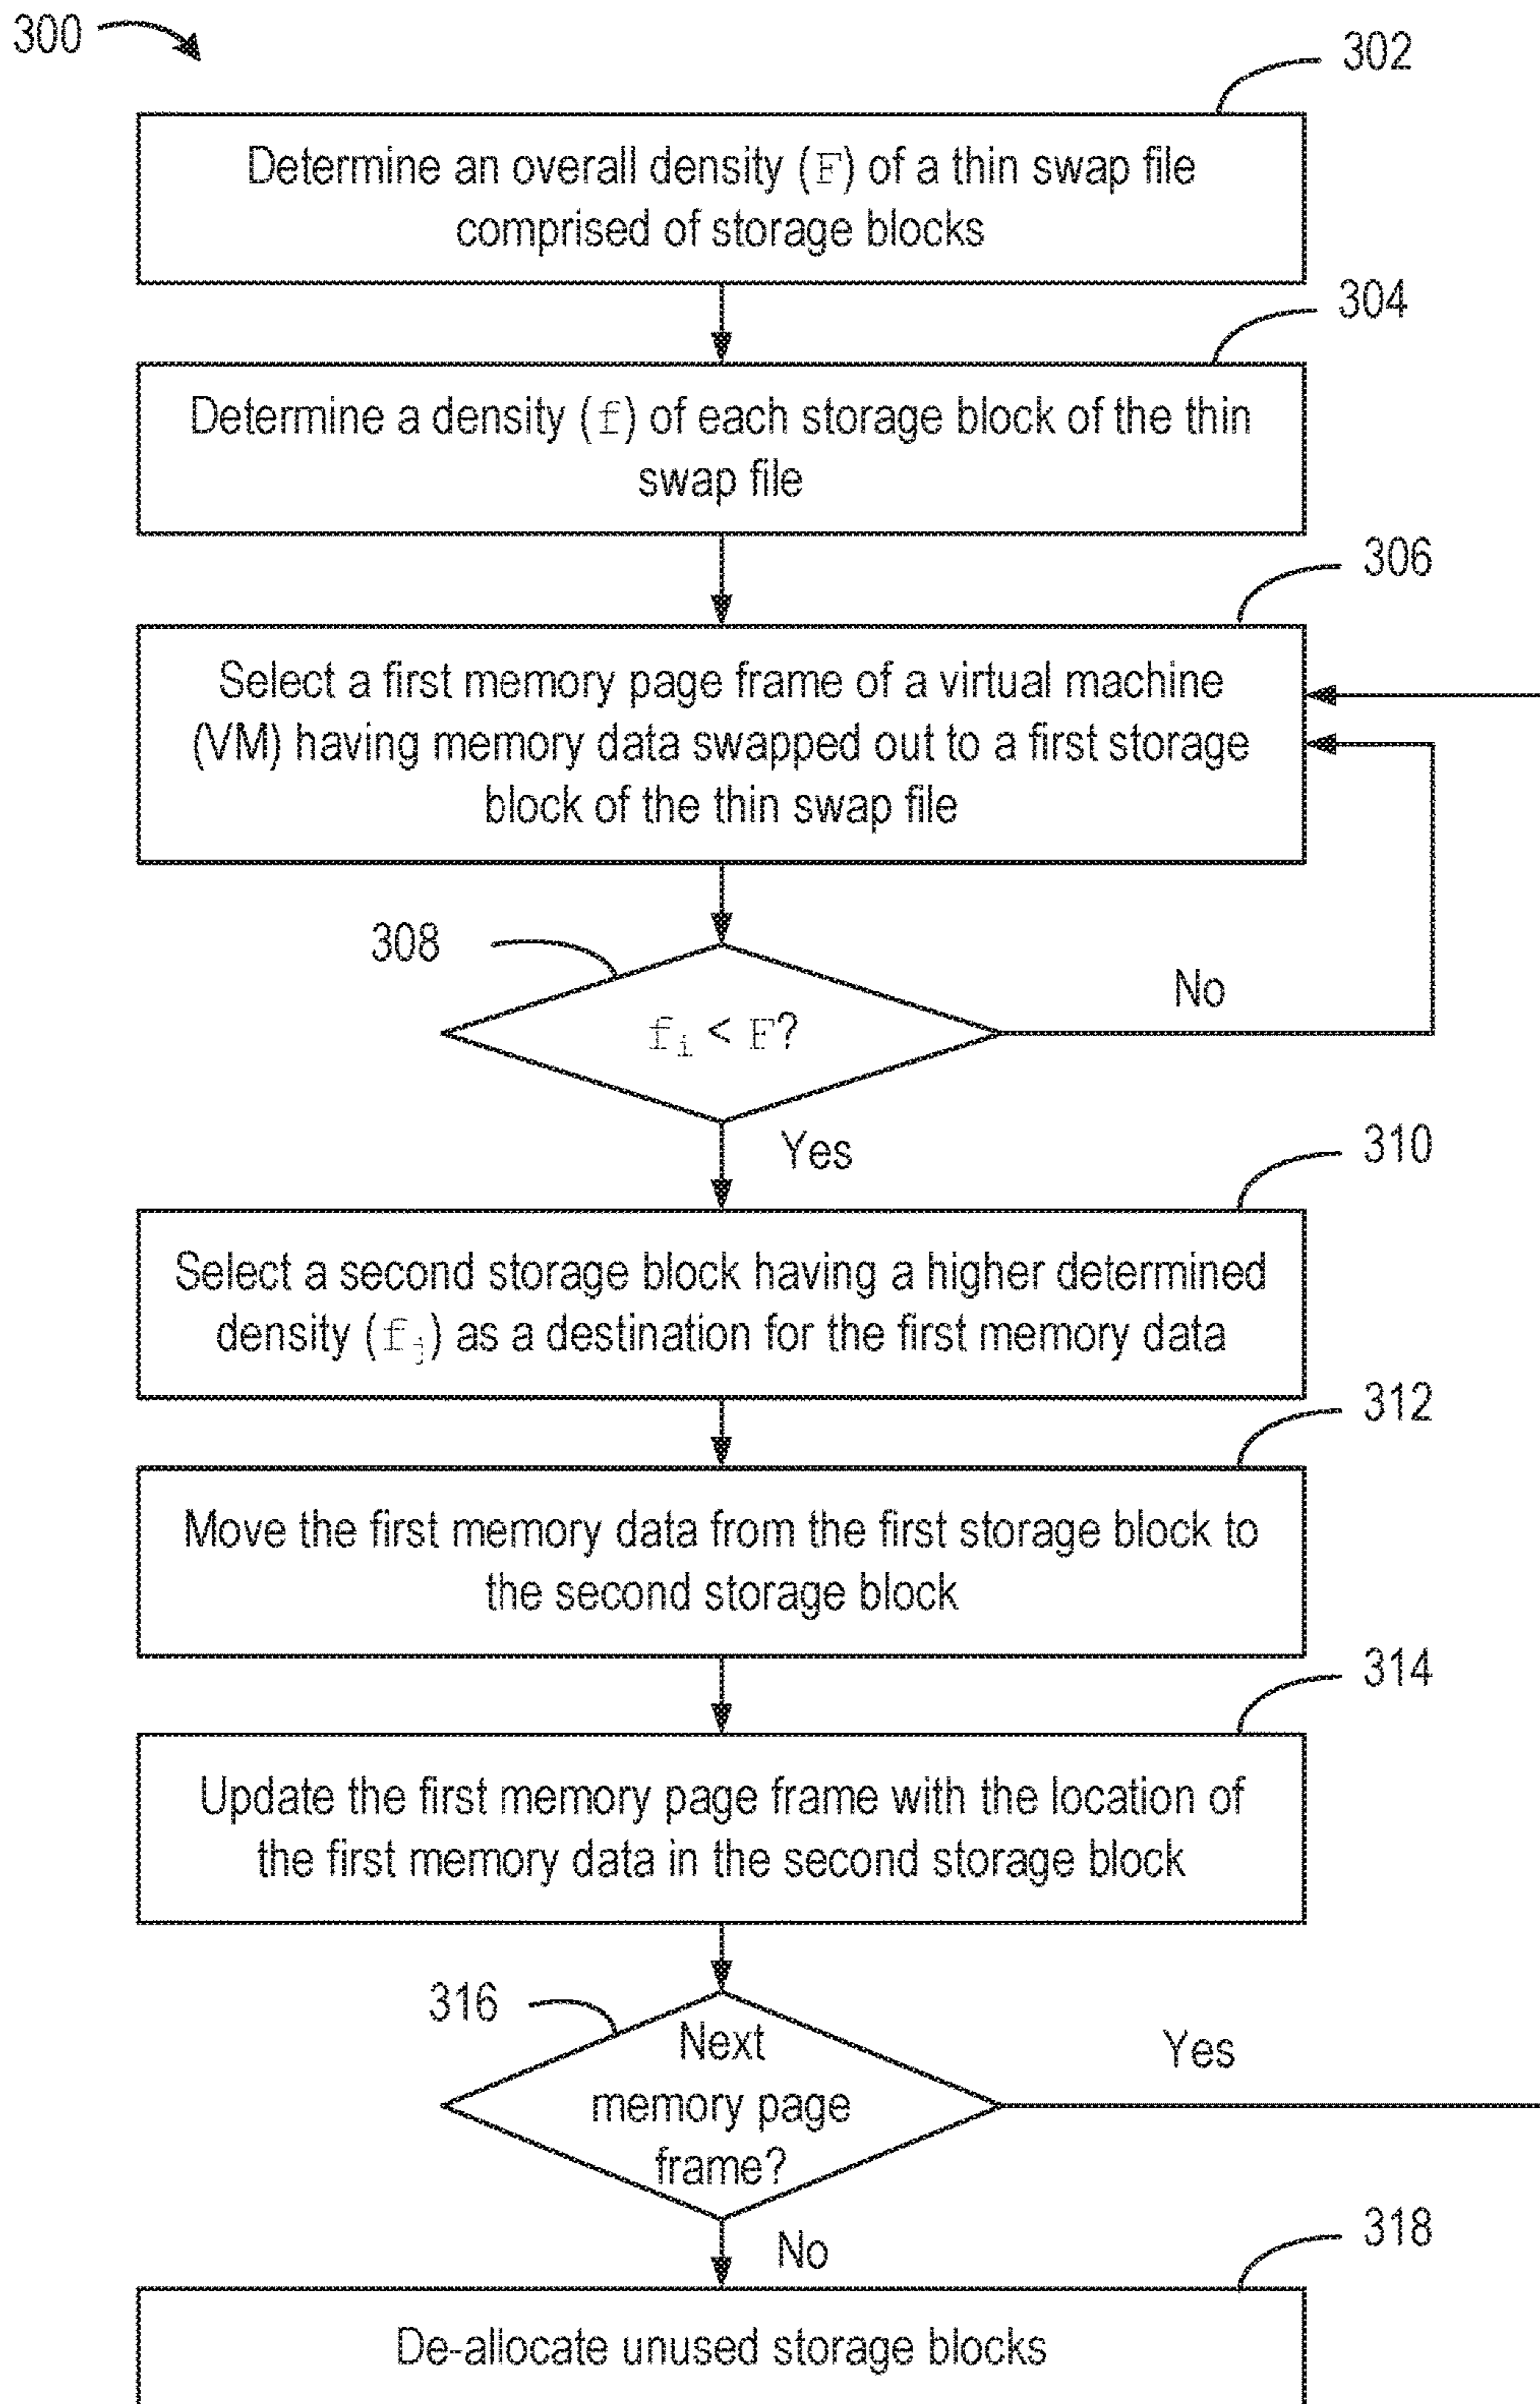 300
302
Determine an overall density (F) of a thin swap file
comprised of storage blocks
304
Determine a density (f) of each storage block of the thin
swap file
306
Select a first memory page frame of a virtual machine
(VM) having memory data swapped out to a first storage
block of the thin swap file
308
No
fi < F?
Yes
310
Select a second storage block having a higher determined
density (fj) as a destination for the first memory data
312
Move the first memory data from the first storage block to
the second storage block
314
Update the first memory page frame with the location of
the first memory data in the second storage block
316
Next
memory page
frame?
Yes
No
318
De-allocate unused storage blocks